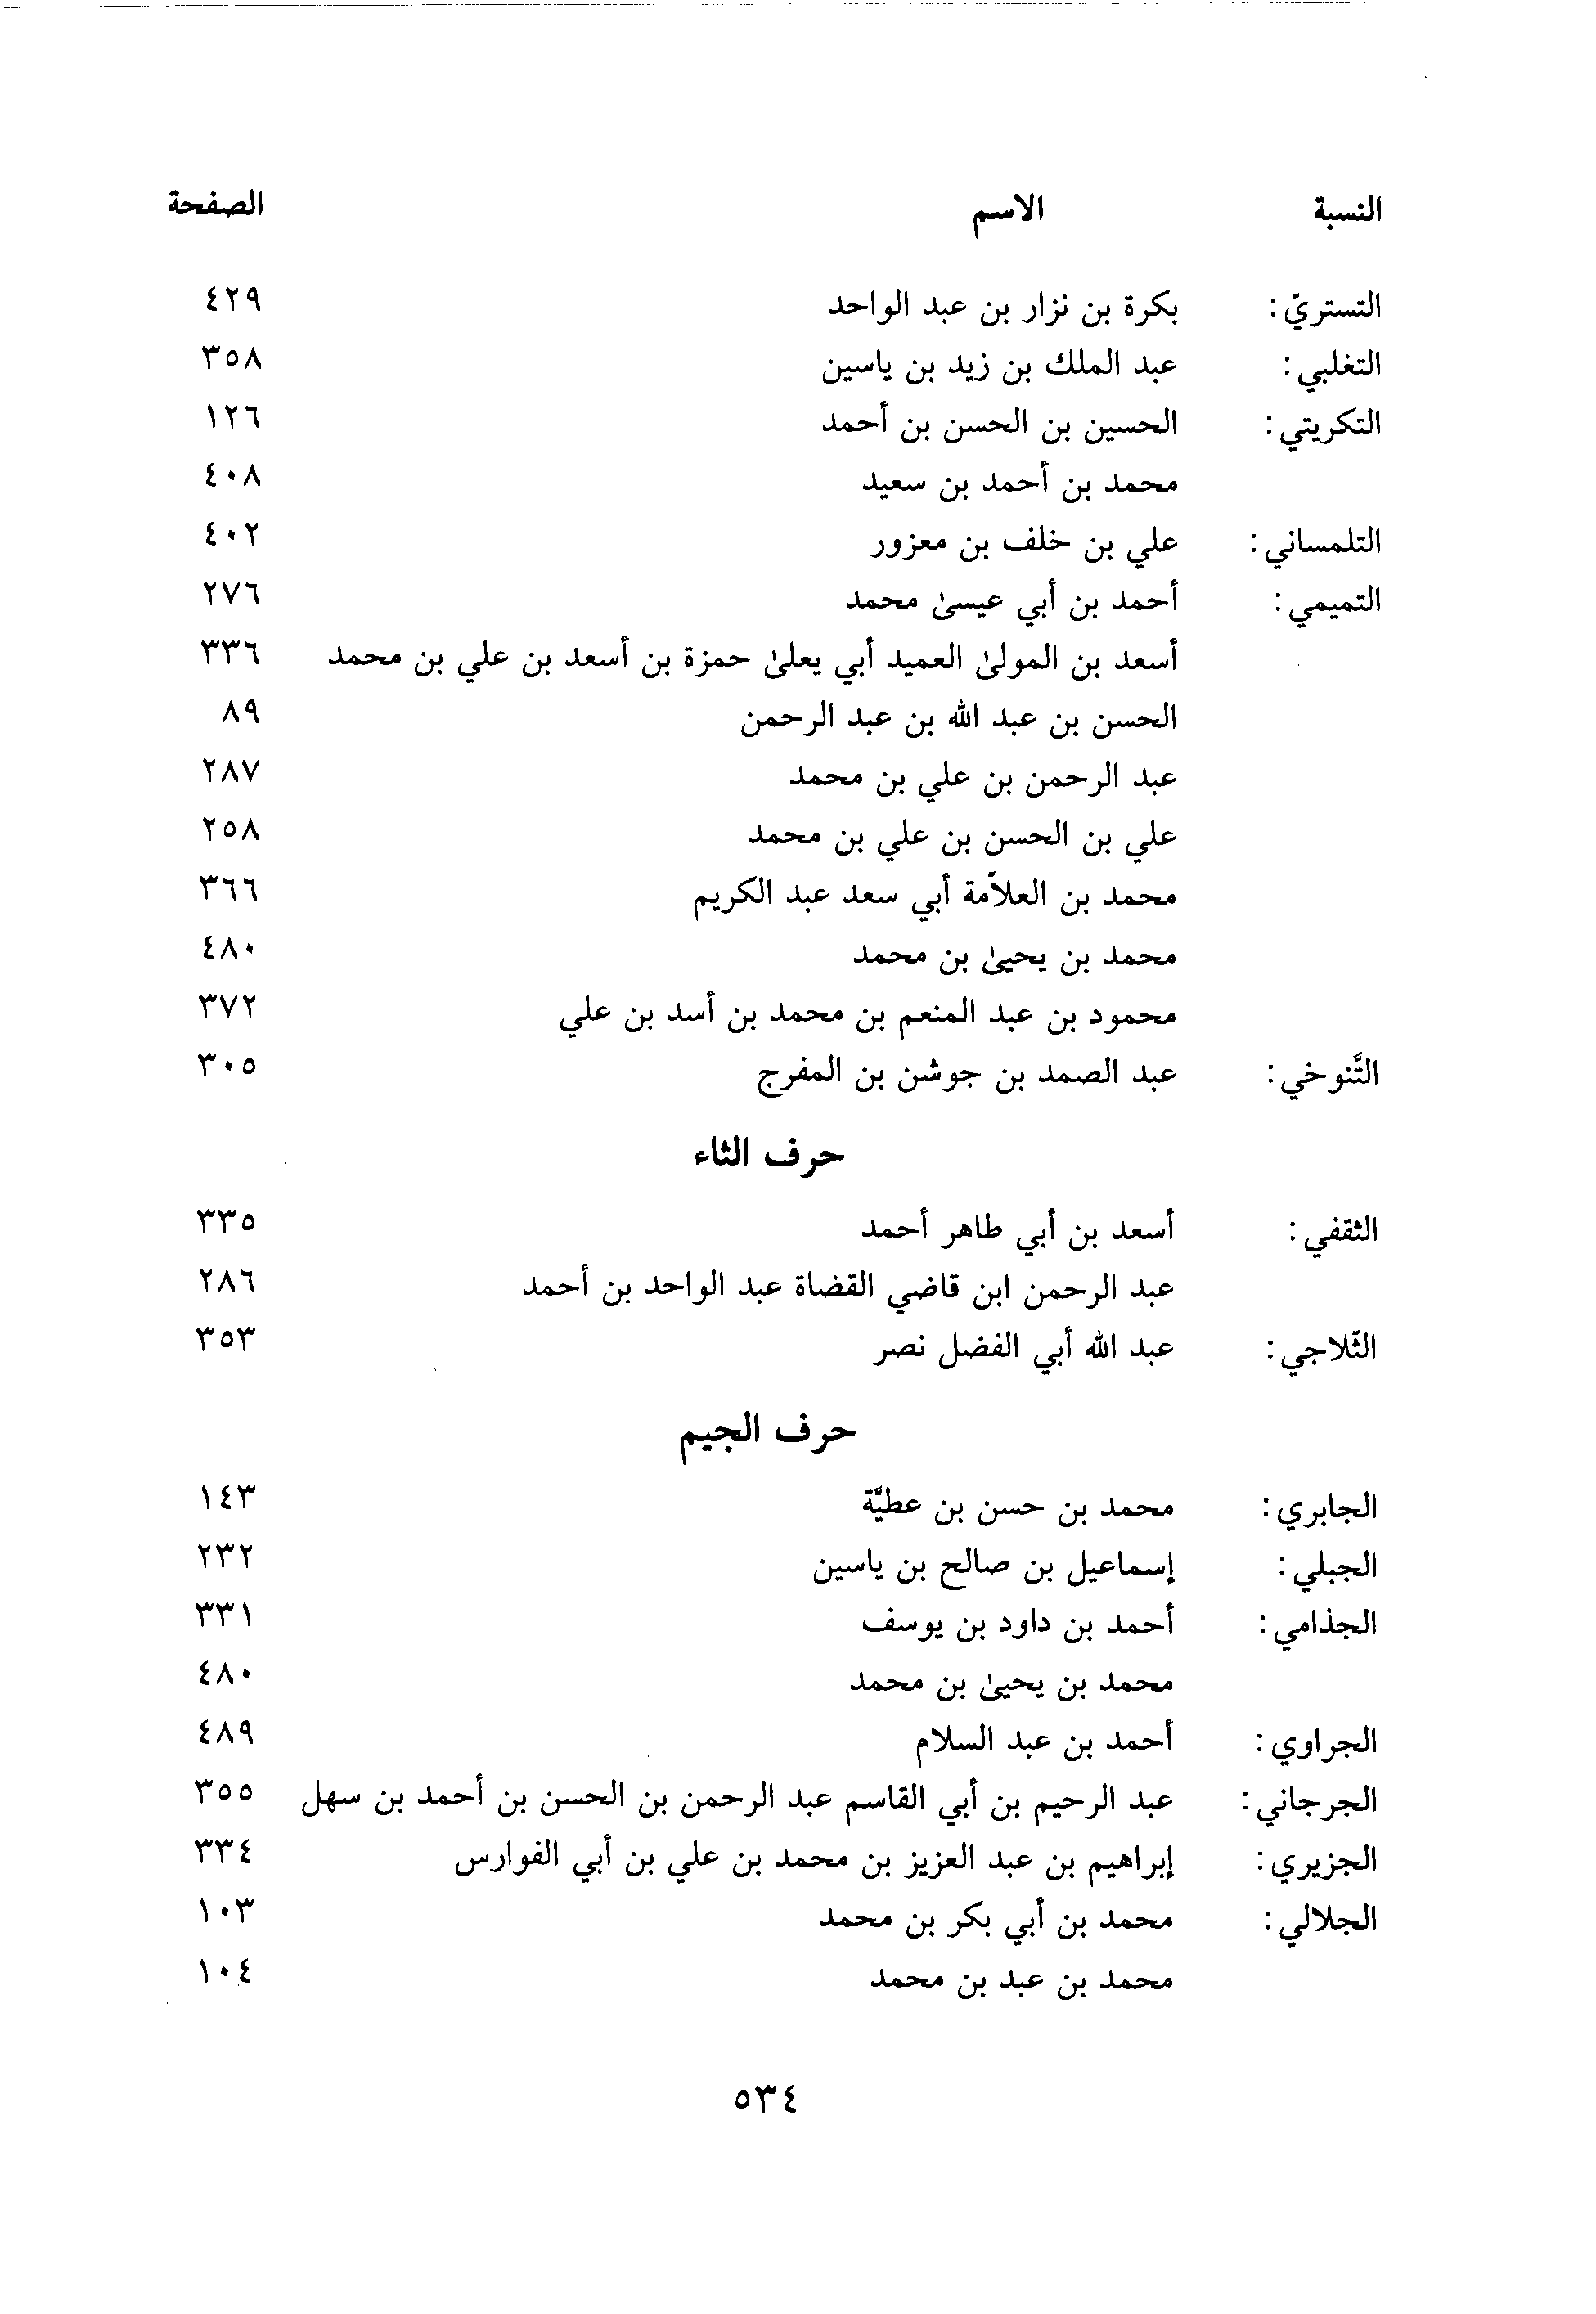 النسبة الاسم الصفحة
التستريّ: بكرة بن نزار بن عبد الواحد ٤٢٩
التغلبي: عبد الملك بن زيد بن ياسين ٣٥٨
التكريتي: الحسين بن الحسن بن أحمد ١٢٦
محمد بن أحمد بن سعيد ٤٠٨
التلمساني: علي بن خلف بن معزور ٤٠٢
التميمي: أحمد بن أبي عيسىٰ محمد ٢٧٦
أسعد بن المولىٰ العميد أبي يعلىٰ حمزة بن أسعد بن علي بن محمد ٣٣٦
الحسن بن عبد الله بن عبد الرحمن ٨٩
عبد الرحمن بن علي بن محمد ٢٨٧
علي بن الحسن بن علي بن محمد ٢٥٨
محمد بن العلاّمة أبي سعد عبد الكريم ٣٦٦
محمد بن يحيىٰ بن محمد ٤٨٠
محمود بن عبد المنعم بن محمد بن أسد بن علي ٣٧٢
التَّنوخي: عبد الصمد بن جوشن بن المفرج ٣٠٥
حرف الثاء
الثقفي: أسعد بن أبي طاهر أحمد ٣٣٥
عبد الرحمن ابن قاضي القضاة عبد الواحد بن أحمد ٢٨٦
الثّلاجي: عبد الله أبي الفضل نصر ٣٥٣
حرف الجيم
الجابري: محمد بن حسن بن عطيَّة ١٤٣
الجبلي: إسماعيل بن صالح بن ياسين ٢٣٢
الجذامي: أحمد بن داود بن يوسف ٣٣١
محمد بن يحيىٰ بن محمد ٤٨٠
الجراوي: أحمد بن عبد السلام ٤٨٩
الجرجاني: عبد الرحيم بن أبي القاسم عبد الرحمن بن الحسن بن أحمد بن سهل ٣٥٥
الجزيري: إبراهيم بن عبد العزيز بن محمد بن علي بن أبي الفوارس ٣٣٤
الجلالي: محمد بن أبي بكر بن محمد ١٠٣
محمد بن عبد بن محمد ١٠٤
٥٣٤